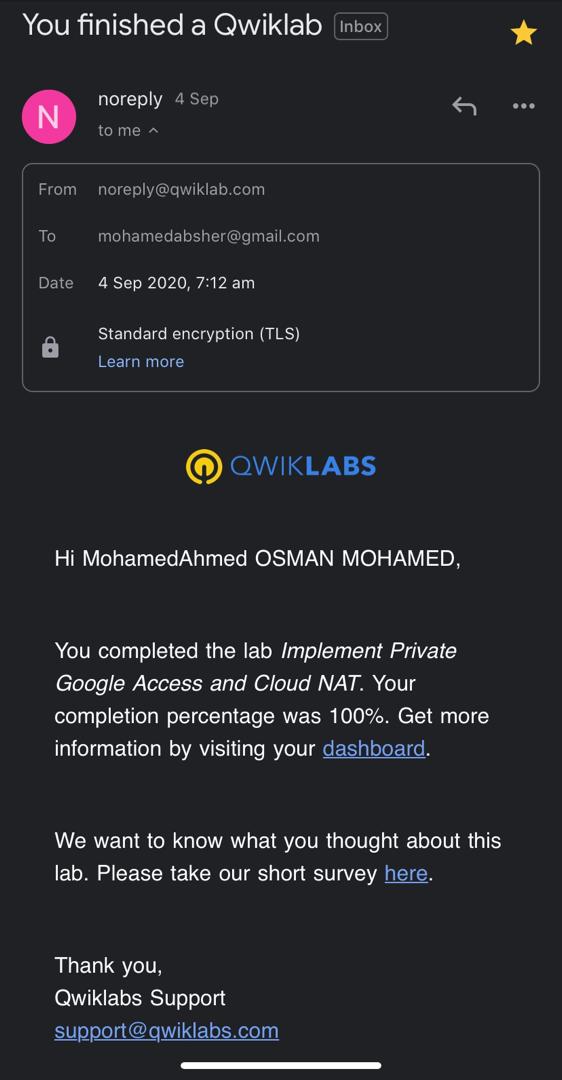 You finished a Qwiklab Inbox
N
noreply 4 Sep
to me
From noreply@qwiklab.com
To mohamedabsher@gmail.com
Date 4 Sep 2020, 7:12 am
Standard encryption (TLS)
Learn more
QWIKLABS
Hi MohamedAhmed OSMAN MOHAMED,
You completed the lab Implement Private
Google Access and Cloud NAT. Your
completion percentage was 100%. Get more
information by visiting your dashboard.
We want to know what you thought about this
lab. Please take our short survey here.
Thank you,
Qwiklabs Support
support@qwiklabs.com